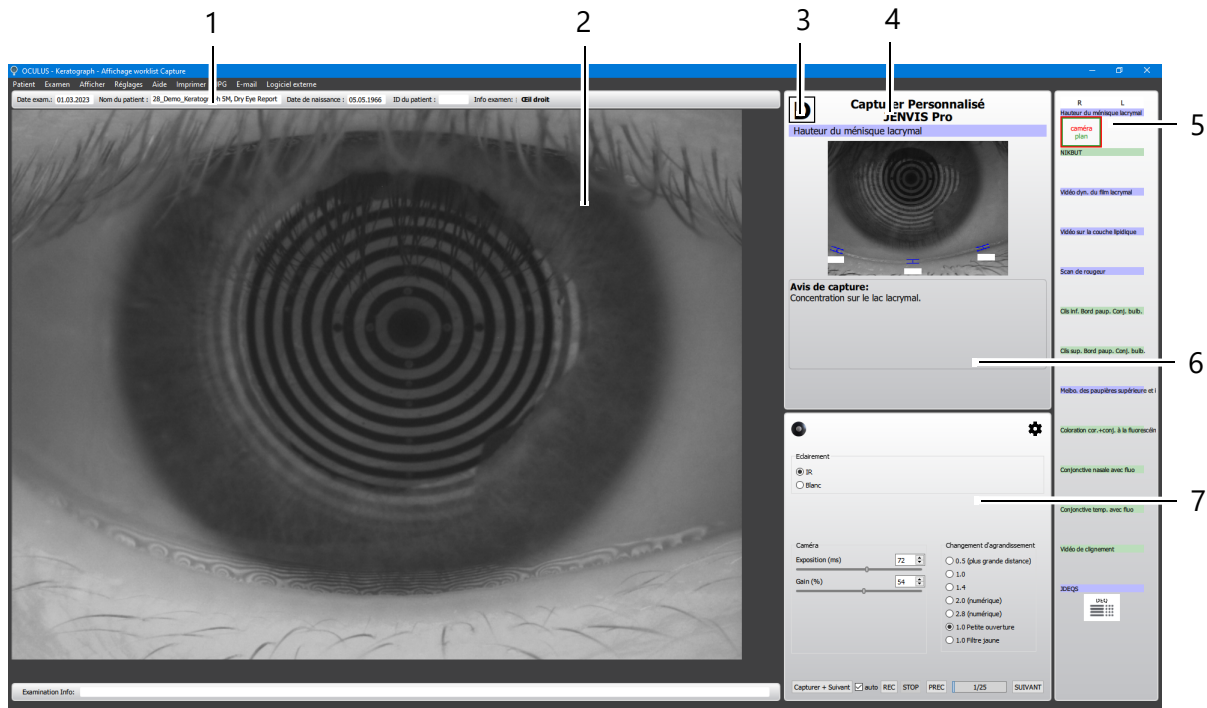 1
2
3
4
OCULUS - Keratograph - Affichage worklist Capture
Patient Examen Afficher Réglages Aide Imprimer JPG E-mail Logiciel externe
Date exam.: 01.03.2023 Nom du patient : 28_Demo_Keratograph 5M, Dry Eye Report Date de naissance : 05.05.1966 ID du patient : Info examen: : Œil droit
D
Capturer Personnalisé
JENVIS Pro
Hauteur du ménisque lacrymal
Avis de capture:
Concentration sur le lac lacrymal.
Eclairement
IR
Blanc
Caméra
Exposition (ms) 72
Gain (%) 54
Changement d'agrandissement
0.5 (plus grande distance)
1.0
1.4
2.0 (numérique)
2.8 (numérique)
1.0 Petite ouverture
1.0 Filtre jaune
Capturer + Suivant auto REC STOP PREC 1/25 SUIVANT
R L
Hauteur du ménisque lacrymal
caméra
plan
NIKBUT
Vidéo dyn. du film lacrymal
Vidéo sur la couche lipidique
Scan de rougeur
Cils inf. Bord paup. Conj. bulb.
Cils sup. Bord paup. Conj. bulb.
Meibo. des paupières supérieure et i
Coloration cor.+conj. à la fluorescéin
Conjonctive nasale avec fluo
Conjonctive temp. avec fluo
Vidéo de clignement
JDEQS
DEQ
5
6
7
Examination Info: